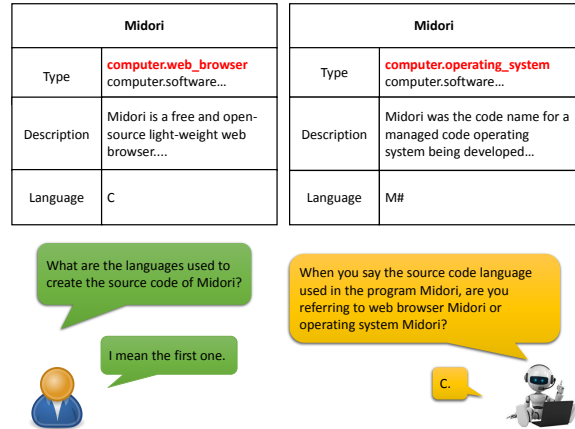 Midori
Type
computer.web_browser
computer.software…
Description
Midori is a free and open-
source light-weight web
browser....
Language
C
Midori
Type
computer.operating_system
computer.software…
Description
Midori was the code name for a
managed code operating
system being developed…
Language
M#
What are the languages used to
create the source code of Midori?
When you say the source code language
used in the program Midori, are you
referring to web browser Midori or
operating system Midori?
I mean the first one.
C.